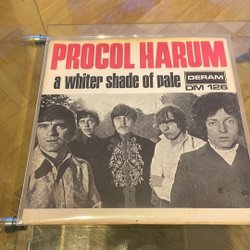 PROCOL HARUM
a whiter shade of pale
DERAM
DM 126